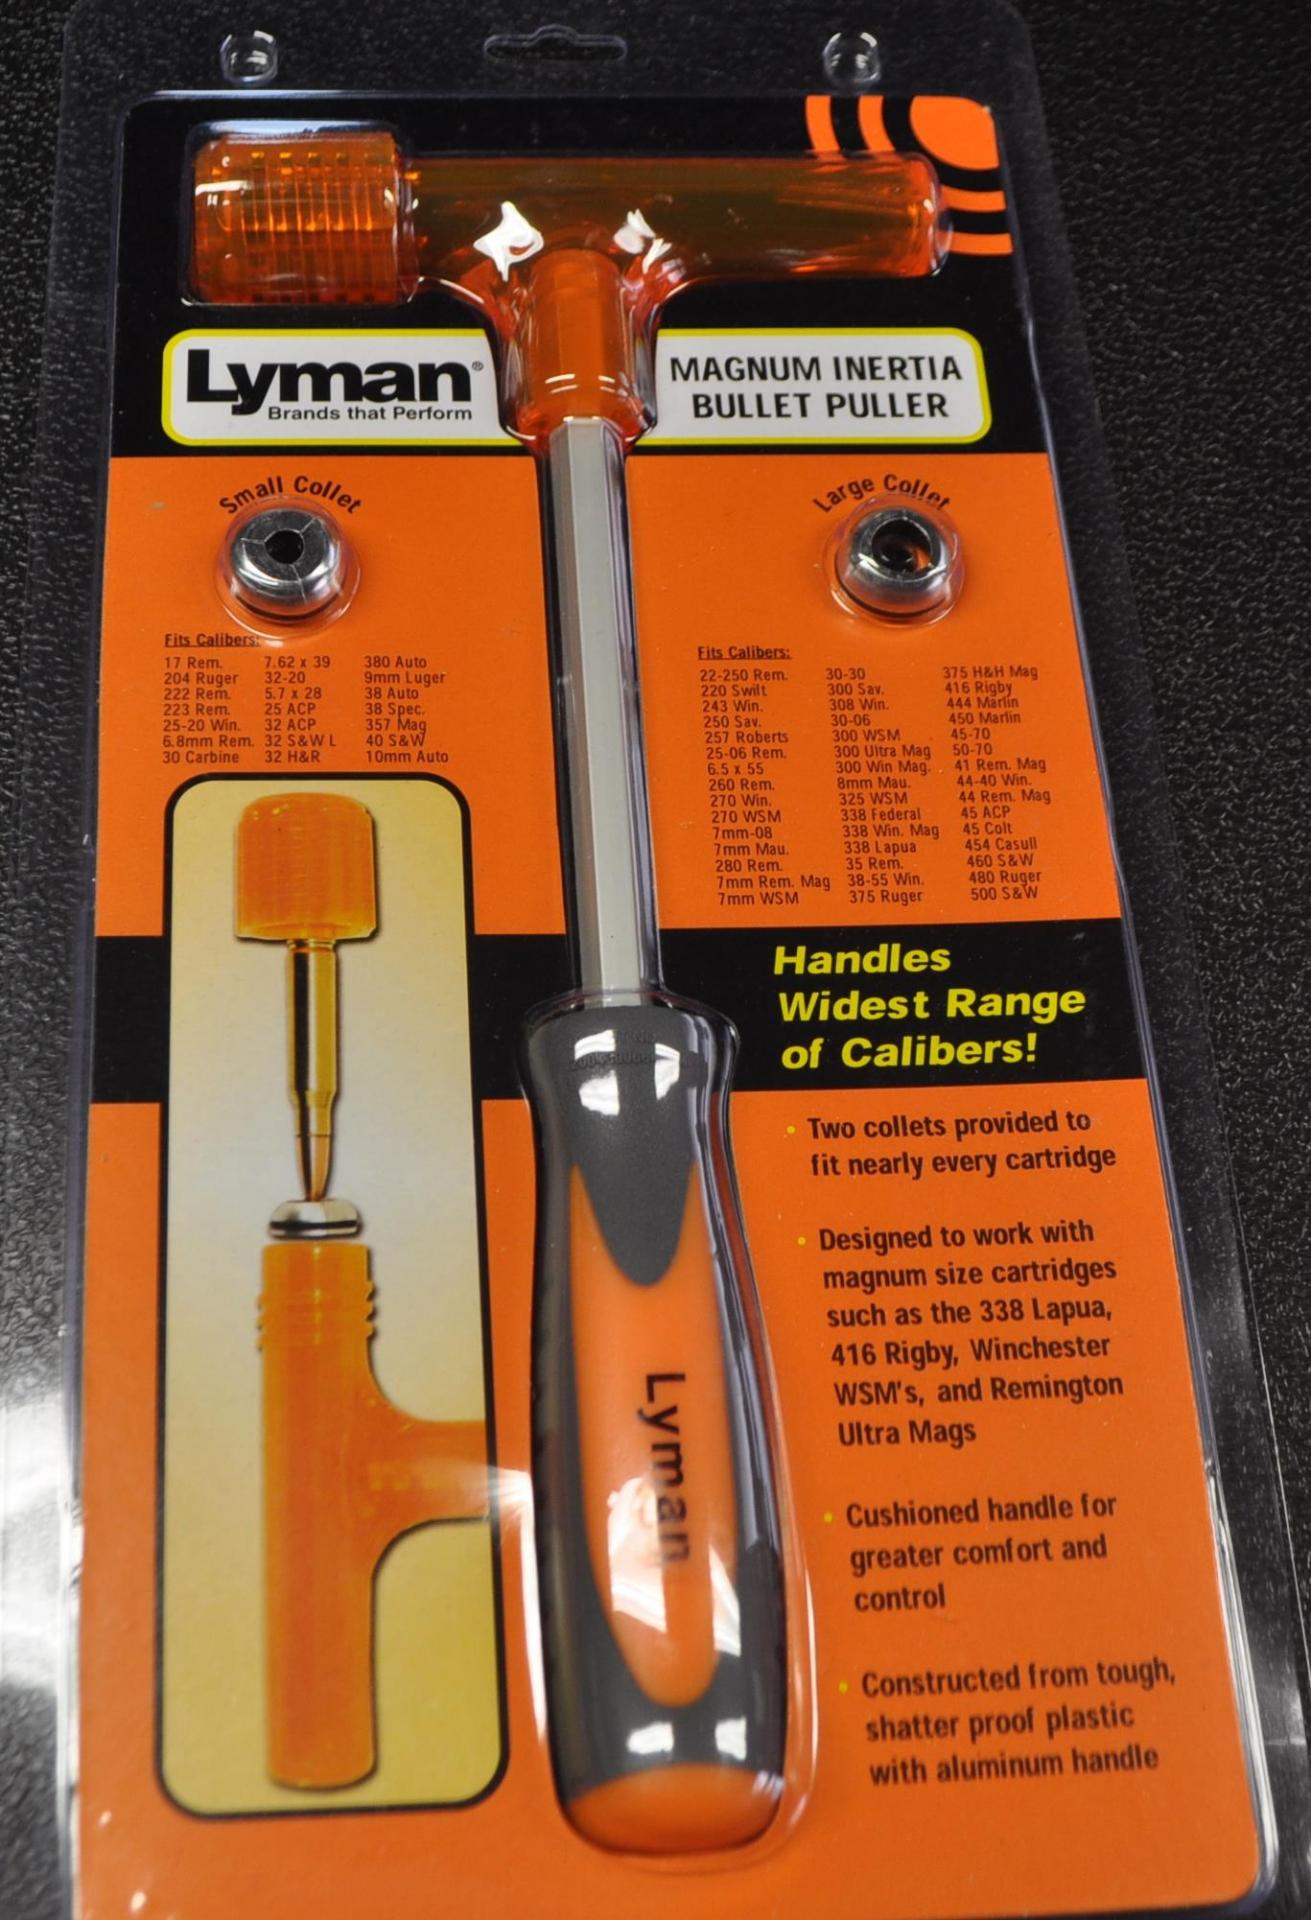 Lyman®
Brands that Perform
MAGNUM INERTIA
BULLET PULLER
Small Collet
Fits Calibers:
17 Rem.
204 Ruger
222 Rem.
223 Rem.
25-20 Win.
6.8mm Rem.
30 Carbine
7.62 x 39
32-20
5.7 x 28
25 ACP
32 ACP
32 S&W L
32 H&R
380 Auto
9mm Luger
38 Auto
38 Spec.
357 Mag
40 S&W
10mm Auto
Large Collet
Fits Calibers:
22-250 Rem.
220 Swift
243 Win.
250 Sav.
257 Roberts
25-06 Rem.
6.5 x 55
260 Rem.
270 Win.
270 WSM
7mm-08
7mm Mau.
280 Rem.
7mm Rem. Mag
7mm WSM
30-30
300 Sav.
308 Win.
30-06
300 WSM
300 Ultra Mag
300 Win Mag.
8mm Mau.
325 WSM
338 Federal
338 Win. Mag
338 Lapua
35 Rem.
38-55 Win.
375 Ruger
375 H&H Mag
416 Rigby
444 Marlin
450 Marlin
45-70
50-70
41 Rem. Mag
44-40 Win.
44 Rem. Mag
45 ACP
45 Colt
454 Casull
460 S&W
480 Ruger
500 S&W
Handles
Widest Range
of Calibers!
• Two collets provided to
fit nearly every cartridge
• Designed to work with
magnum size cartridges
such as the 338 Lapua,
416 Rigby, Winchester
WSM's, and Remington
Ultra Mags
• Cushioned handle for
greater comfort and
control
• Constructed from tough,
shatter proof plastic
with aluminum handle
Lyman